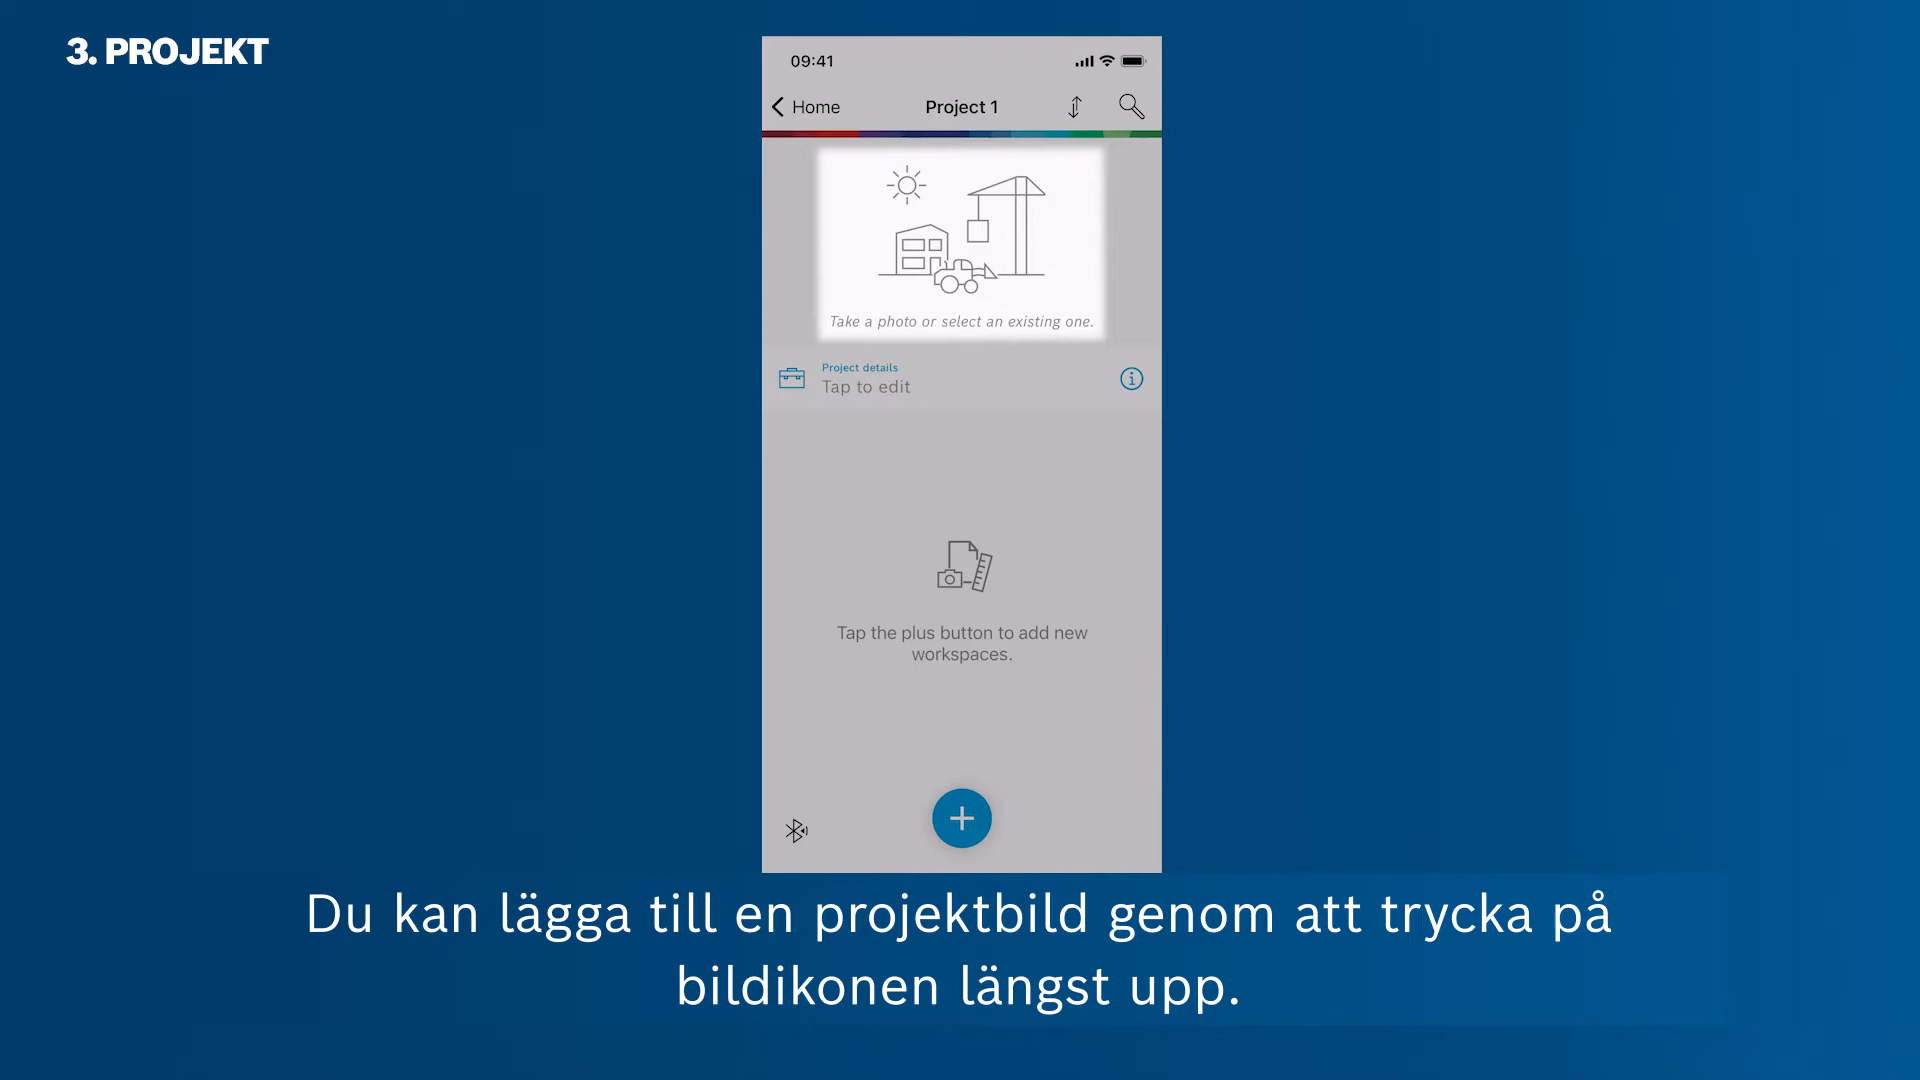 3. PROJEKT
09:41
Home
Project 1
Take a photo or select an existing one.
Project details
Tap to edit
Tap the plus button to add new
workspaces.
Du kan lägga till en projektbild genom att trycka på
bildikonen längst upp.